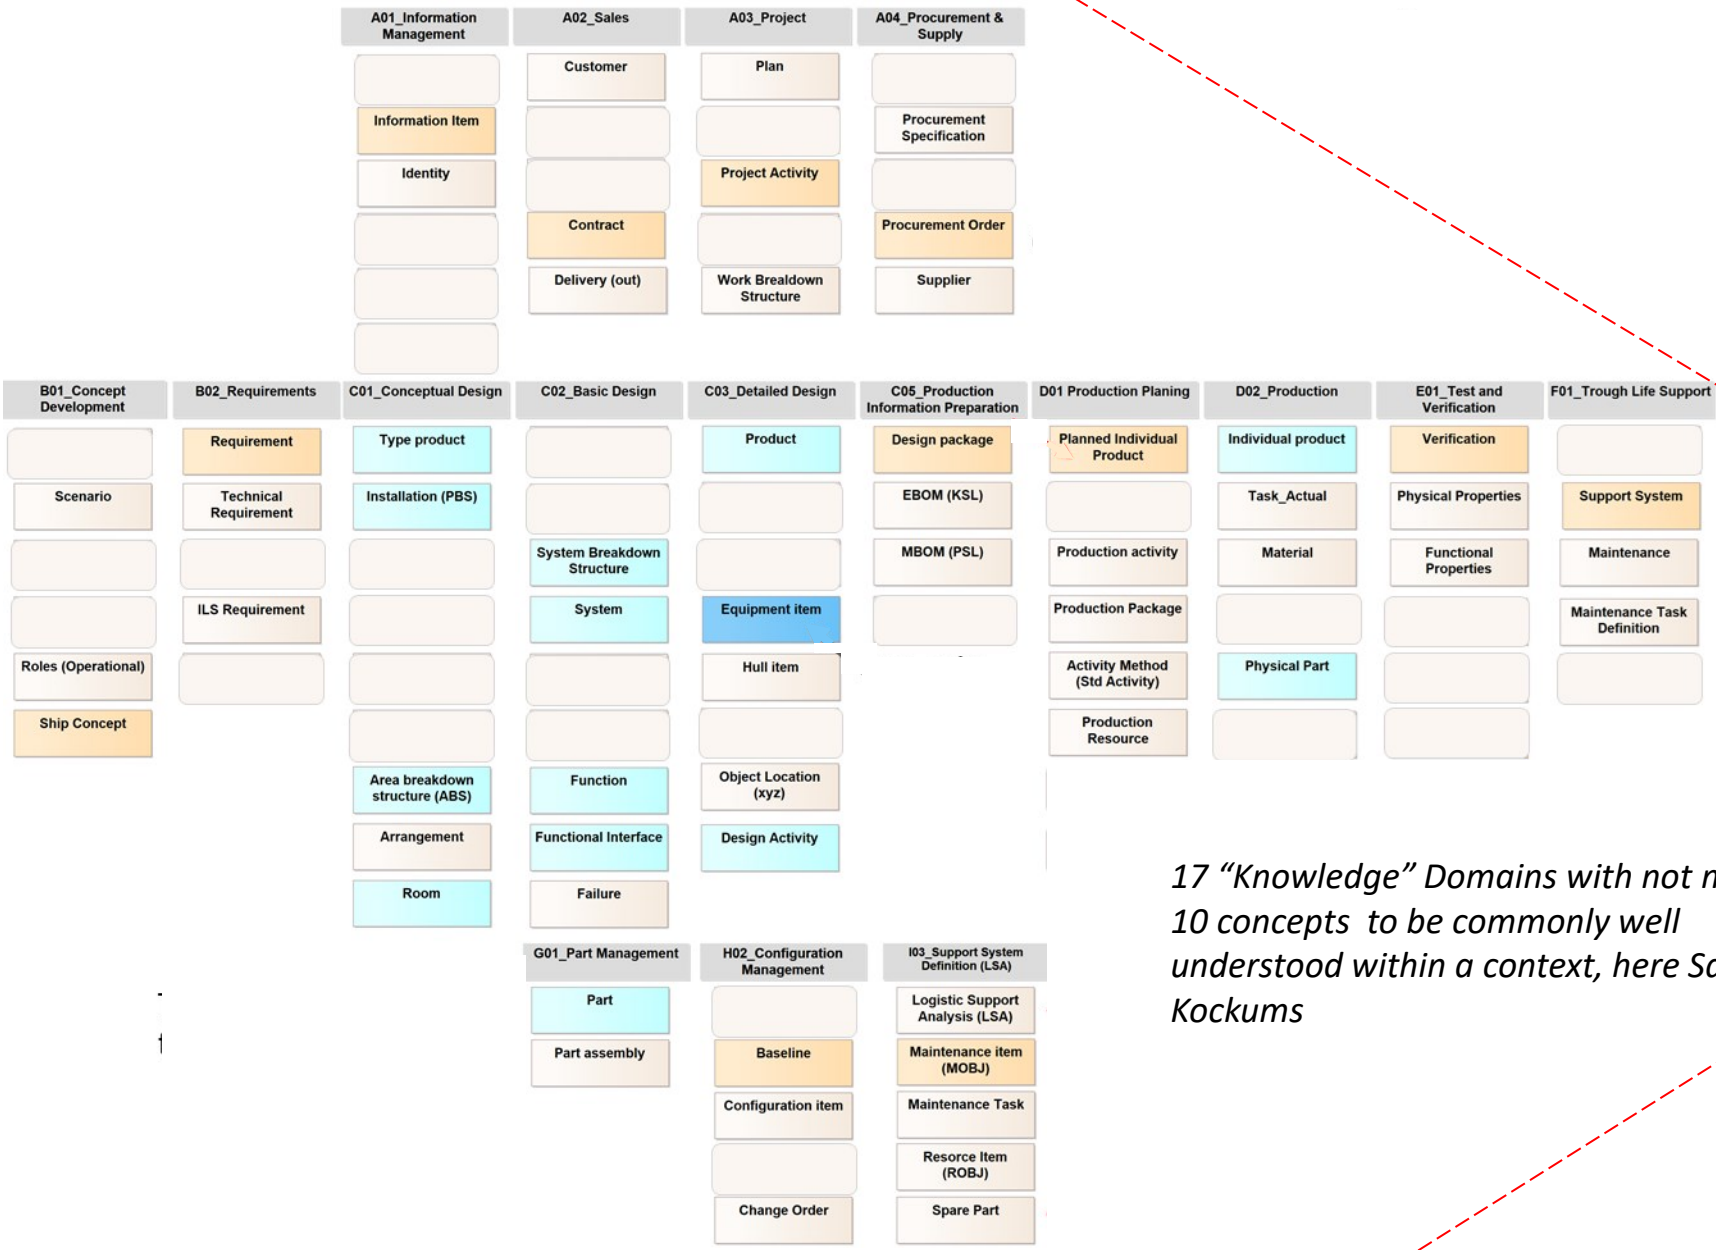 A01_Information
Management
A02_Sales
A03_Project
A04_Procurement &
Supply
Customer
Plan
Information Item
Procurement
Specification
Identity
Project Activity
Contract
Procurement Order
Delivery (out)
Work Brealdown
Structure
Supplier
B01_Concept
Development
B02_Requirements
C01_Conceptual Design
C02_Basic Design
C03_Detailed Design
C05_Production
Information Preparation
D01 Production Planing
D02_Production
E01_Test and
Verification
F01_Trough Life Support
Requirement
Type product
Product
Design package
Planned Individual
Product
Individual product
Verification
Scenario
Technical
Requirement
Installation (PBS)
EBOM (KSL)
Task_Actual
Physical Properties
Support System
System Breakdown
Structure
MBOM (PSL)
Production activity
Material
Functional
Properties
Maintenance
ILS Requirement
System
Equipment item
Production Package
Maintenance Task
Definition
Roles (Operational)
Hull item
Activity Method
(Std Activity)
Physical Part
Ship Concept
Production
Resource
Area breakdown
structure (ABS)
Function
Object Location
(xyz)
Arrangement
Functional Interface
Design Activity
Room
Failure
17 “Knowledge” Domains with not
10 concepts to be commonly well
understood within a context, here
Kockums
G01_Part Management
H02_Configuration
Management
I03_Support System
Definition (LSA)
Part
Logistic Support
Analysis (LSA)
Part assembly
Baseline
Maintenance item
(MOBJ)
Configuration item
Maintenance Task
Resorce Item
(ROBJ)
Change Order
Spare Part